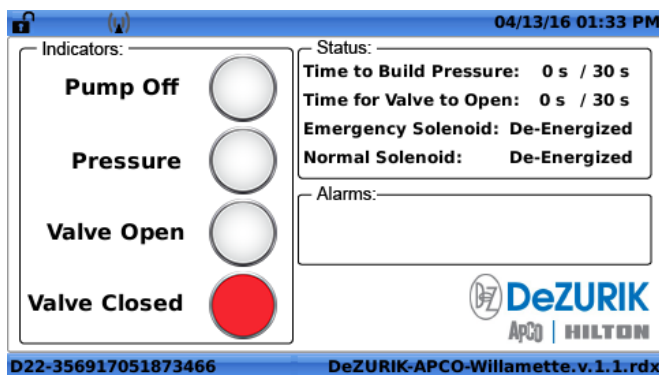 04/13/16 01:33 PM
Indicators:
Pump Off
Pressure
Valve Open
Valve Closed
Status:
Time to Build Pressure: 0 s / 30 s
Time for Valve to Open: 0 s / 30 s
Emergency Solenoid: De-Energized
Normal Solenoid: De-Energized
Alarms:
DZ
DeZURIK
APCO | HILTON
D22-356917051873466
DeZURIK-APCO-Willamette.v.1.1.rdx